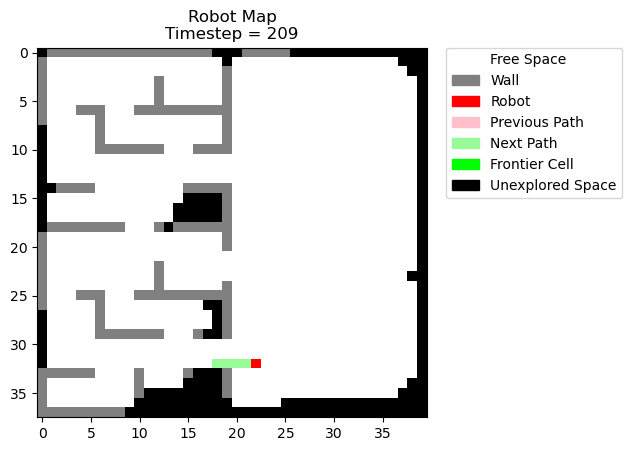 Robot Map
Timestep = 209
0
5
10
15
20
25
30
35
0
5
10
15
20
25
30
35
Free Space
Wall
Robot
Previous Path
Next Path
Frontier Cell
Unexplored Space